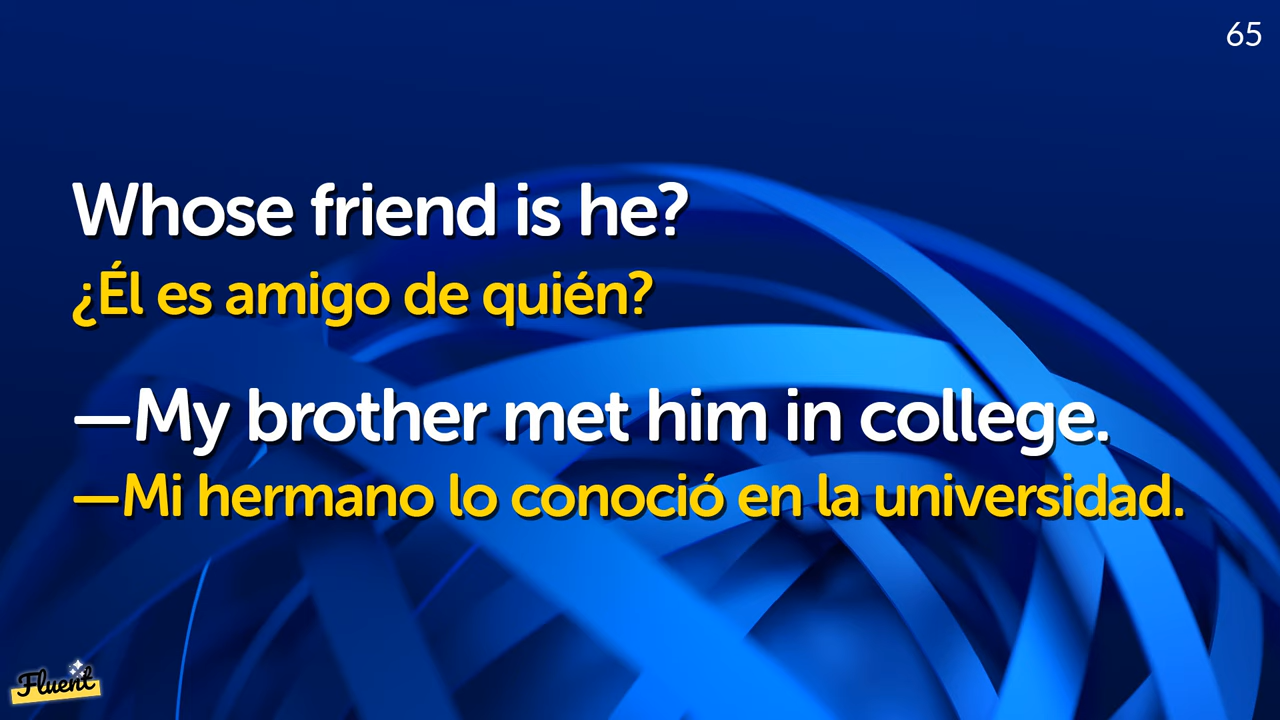 65
Whose friend is he?
¿Él es amigo de quién?
—My brother met him in college.
—Mi hermano lo conoció en la universidad.
Fluent